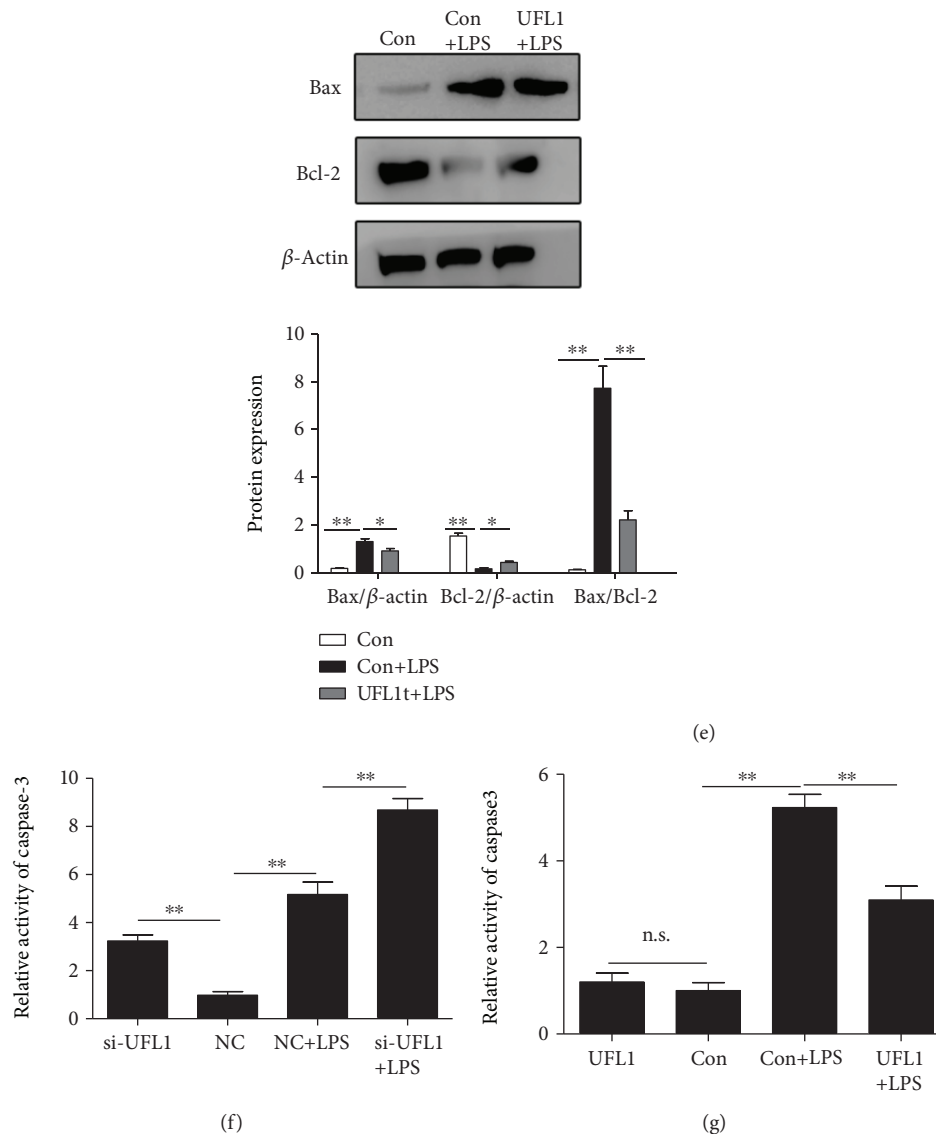 Con
Con
+LPS
UFL1
+LPS
Bax
Bcl-2
β-Actin
Protein expression
10
8
6
4
2
0
** *
** *
** **
Bax/β-actin Bcl-2/β-actin Bax/Bcl-2
Con
Con+LPS
UFL1t+LPS
(e)
Relative activity of caspase-3
10
8
6
4
2
0
**
**
**
si-UFL1 NC NC+LPS si-UFL1
+LPS
(f)
Relative activity of caspase3
6
4
2
0
n.s.
**
**
UFL1 Con Con+LPS UFL1
+LPS
(g)